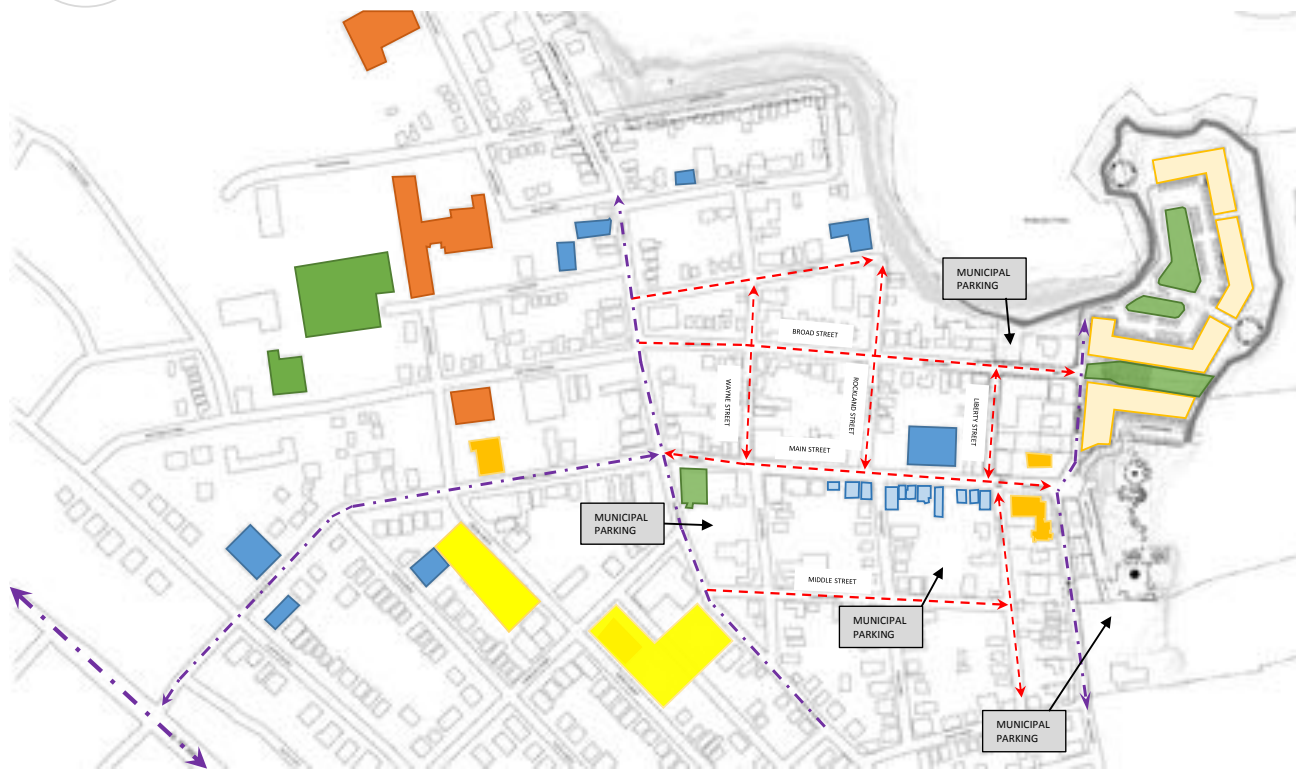 MUNICIPAL
PARKING
BROAD STREET
WAYNE STREET
ROCKLAND STREET
LIBERTY STREET
MAIN STREET
MUNICIPAL
PARKING
MIDDLE STREET
MUNICIPAL
PARKING
MUNICIPAL
PARKING